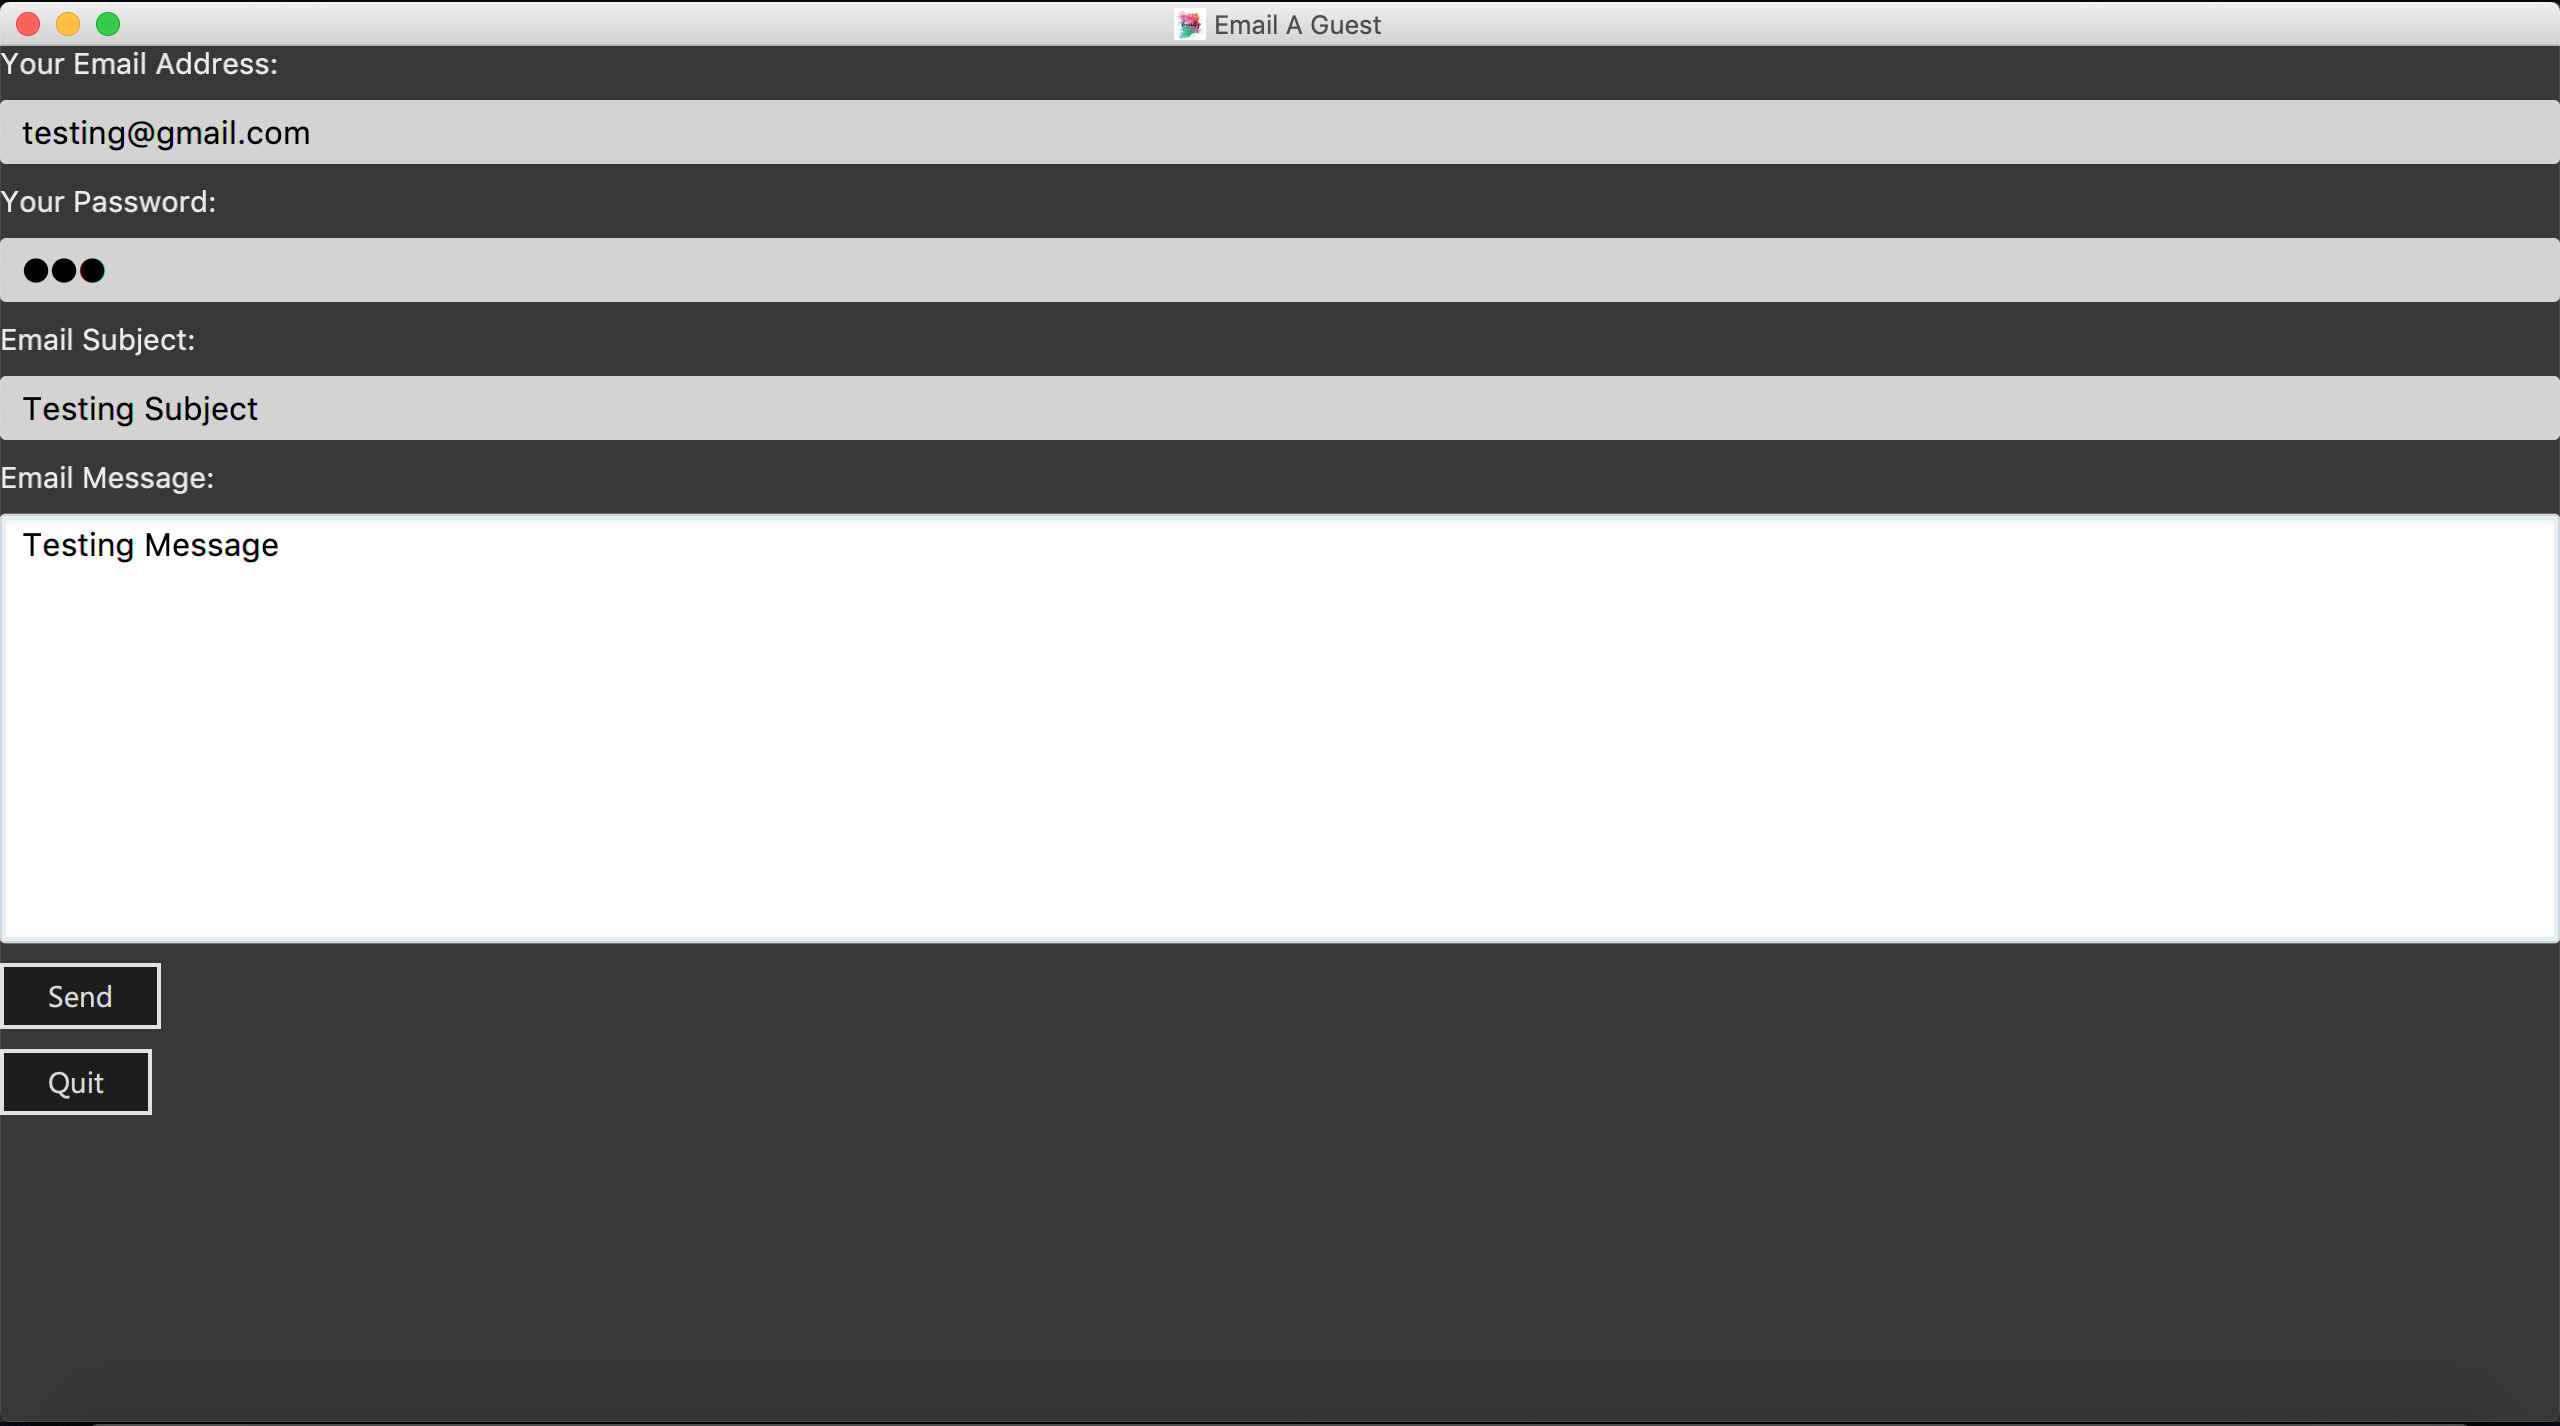 Email A Guest
Your Email Address:
testing@gmail.com
Your Password:
●●●
Email Subject:
Testing Subject
Email Message:
Testing Message
Send
Quit